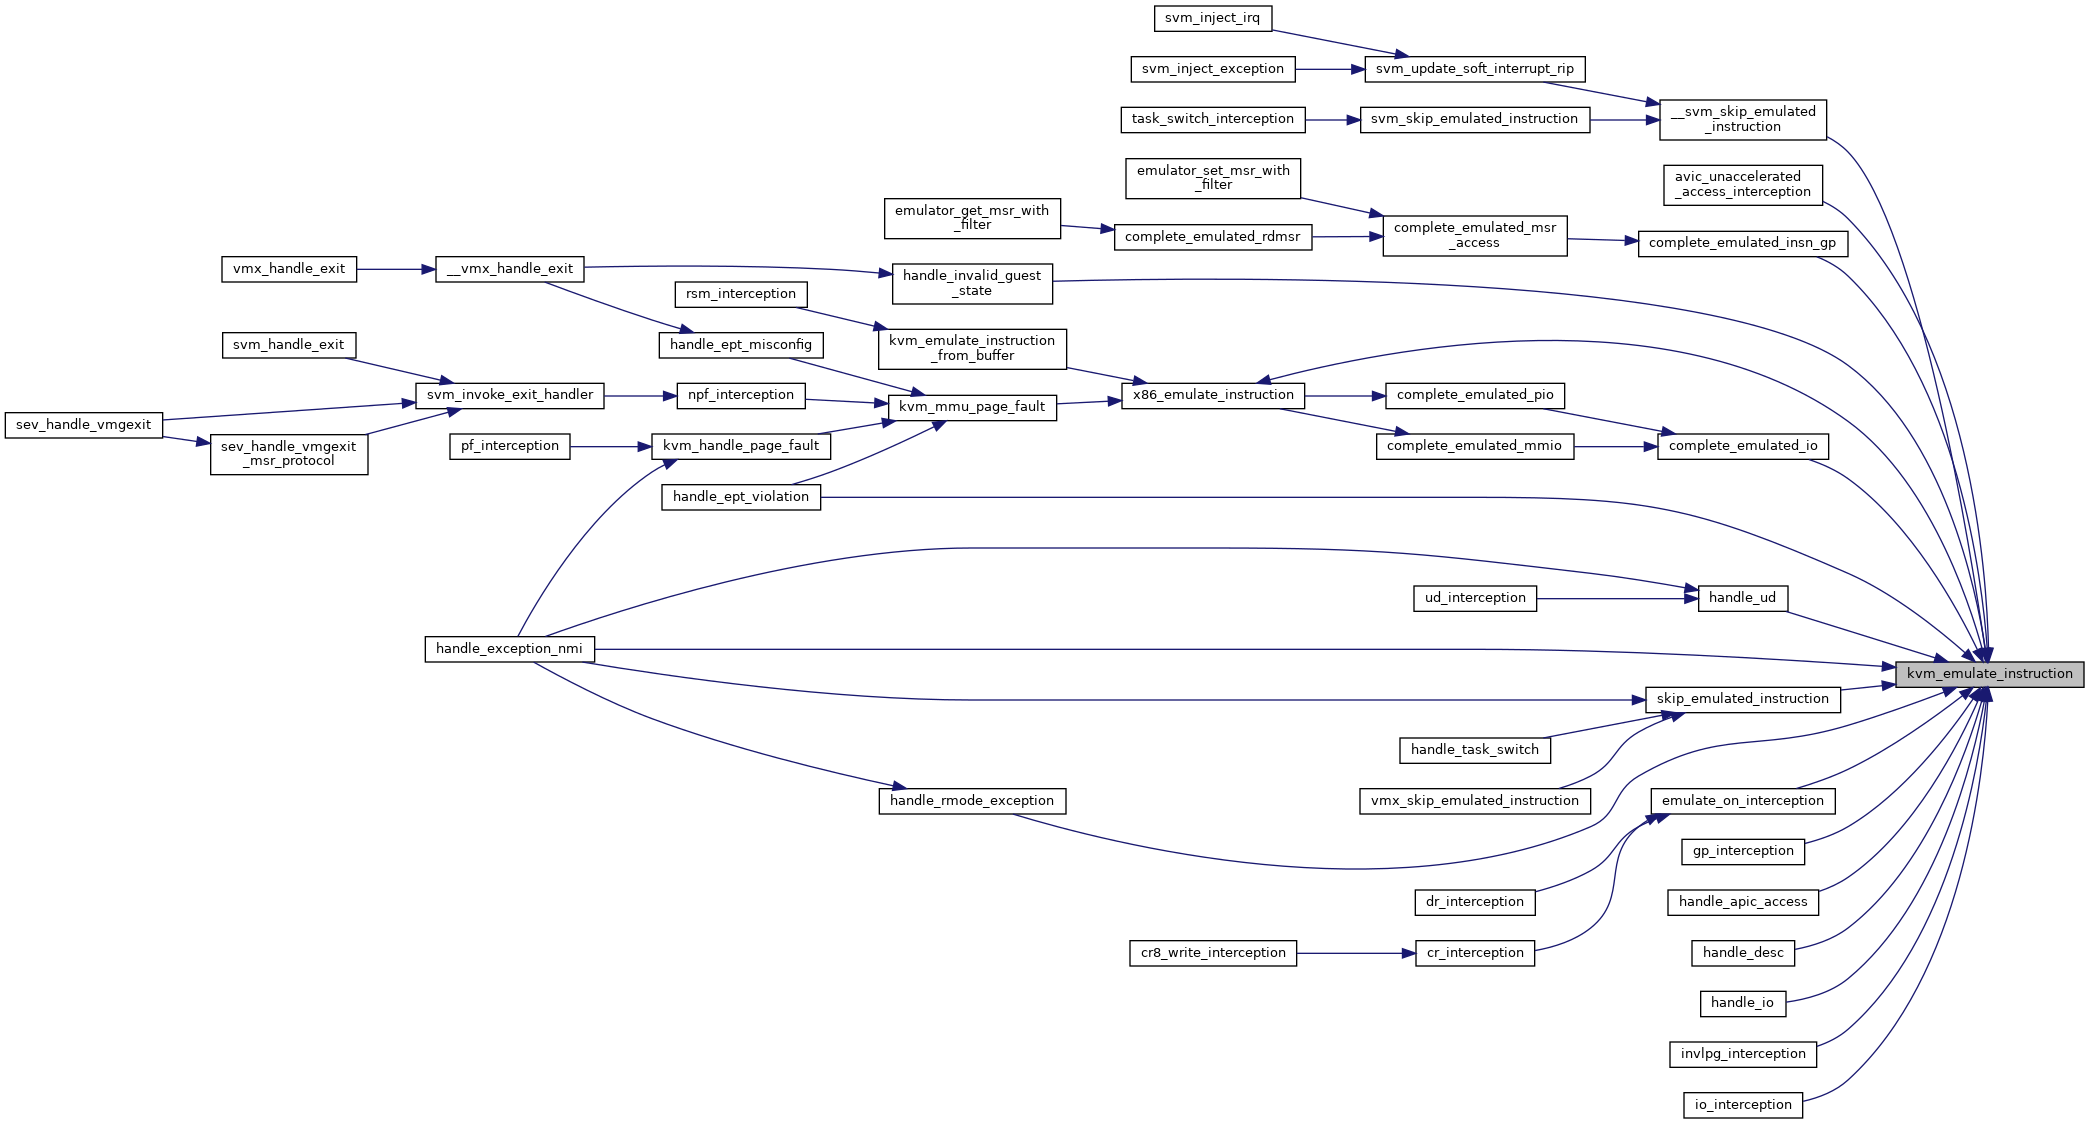 svm_inject_irq
svm_inject_exception
svm_update_soft_interrupt_rip
task_switch_interception
svm_skip_emulated_instruction
__svm_skip_emulated
_instruction
emulator_set_msr_with
_filter
avic_unaccelerated
_access_interception
emulator_get_msr_with
_filter
complete_emulated_rdmsr
complete_emulated_msr
_access
complete_emulated_insn_gp
vmx_handle_exit
__vmx_handle_exit
handle_invalid_guest
_state
rsm_interception
svm_handle_exit
handle_ept_misconfig
kvm_emulate_instruction
_from_buffer
svm_invoke_exit_handler
npf_interception
kvm_mmu_page_fault
x86_emulate_instruction
complete_emulated_pio
sev_handle_vmgexit
sev_handle_vmgexit
_msr_protocol
pf_interception
kvm_handle_page_fault
complete_emulated_mmio
complete_emulated_io
handle_ept_violation
ud_interception
handle_ud
handle_exception_nmi
kvm_emulate_instruction
skip_emulated_instruction
handle_task_switch
handle_rmode_exception
vmx_skip_emulated_instruction
emulate_on_interception
gp_interception
dr_interception
handle_apic_access
cr8_write_interception
cr_interception
handle_desc
handle_io
invlpg_interception
io_interception